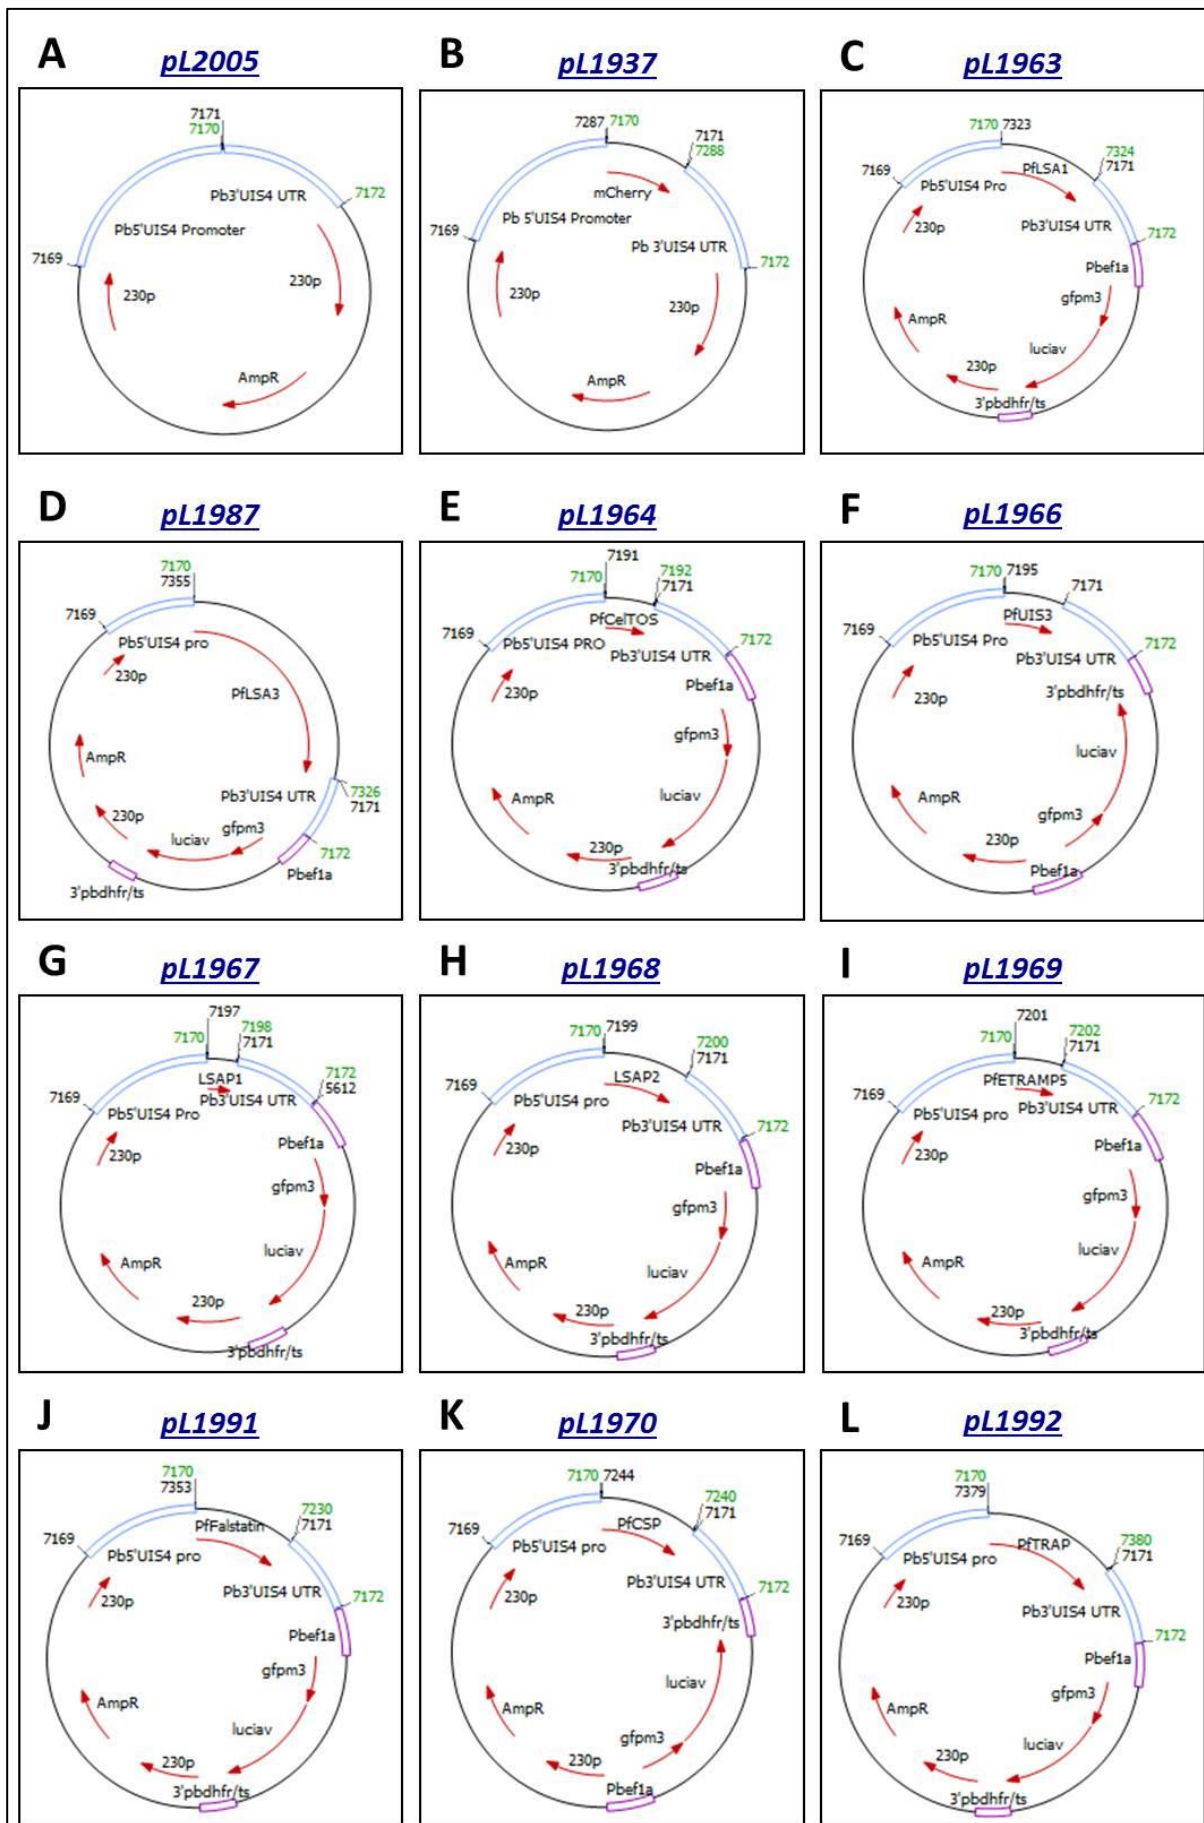 A
pL2005
7171
7170
Pb3'UIS4 UTR
7172
Pb5'UIS4 Promoter
7169
230p
230p
AmpR
B
pL1937
7287 7170
7171
7288
mCherry
Pb 5'UIS4 Promoter
7169
Pb 3'UIS4 UTR
7172
230p
230p
AmpR
C
pL1963
7170 7323
7324
7171
7169
PfLSA1
Pb5'UIS4 Pro
230p
Pb3'UIS4 UTR
7172
Pbef1a
gfpm3
AmpR
luciav
230p
3'pbdhfr/ts
D
pL1987
7170
7355
7169
Pb5'UIS4 pro
230p
PfLSA3
AmpR
Pb3'UIS4 UTR
7326
7171
230p
luciav
gfpm3
7172
Pbef1a
3'pbdhfr/ts
E
pL1964
7191
7170
7192
7171
PfCelTOS
7169
Pb5'UIS4 PRO
Pb3'UIS4 UTR
7172
230p
Pbef1a
gfpm3
AmpR
luciav
230p
3'pbdhfr/ts
F
pL1966
7170 7195
7171
PfUIS3
7169
Pb5'UIS4 Pro
Pb3'UIS4 UTR
7172
230p
3'pbdhfr/ts
luciav
AmpR
gfpm3
230p
Pbef1a
G
pL1967
7197
7170
7198
7171
LSAP1
7172
5612
7169
Pb5'UIS4 Pro
Pb3'UIS4 UTR
230p
Pbef1a
gfpm3
AmpR
luciav
230p
3'pbdhfr/ts
H
pL1968
7170 7199
7200
7171
LSAP2
7169
Pb5'UIS4 pro
Pb3'UIS4 UTR
7172
230p
Pbef1a
gfpm3
AmpR
luciav
230p
3'pbdhfr/ts
I
pL1969
7201
7170
7202
7171
PfETRAMP5
7169
Pb5'UIS4 pro
Pb3'UIS4 UTR
7172
230p
Pbef1a
gfpm3
AmpR
luciav
230p
3'pbdhfr/ts
J
pL1991
7170
7353
7230
7171
PfFalstatin
7169
Pb5'UIS4 pro
230p
Pb3'UIS4 UTR
7172
Pbef1a
gfpm3
AmpR
luciav
230p
3'pbdhfr/ts
K
pL1970
7170 7244
7240
7171
PfCSP
7169
Pb5'UIS4 pro
Pb3'UIS4 UTR
7172
230p
3'pbdhfr/ts
luciav
AmpR
gfpm3
230p
Pbef1a
L
pL1992
7170
7379
7380
7171
PfTRAP
7169
Pb5'UIS4 pro
230p
Pb3'UIS4 UTR
7172
Pbef1a
gfpm3
AmpR
luciav
230p
3'pbdhfr/ts